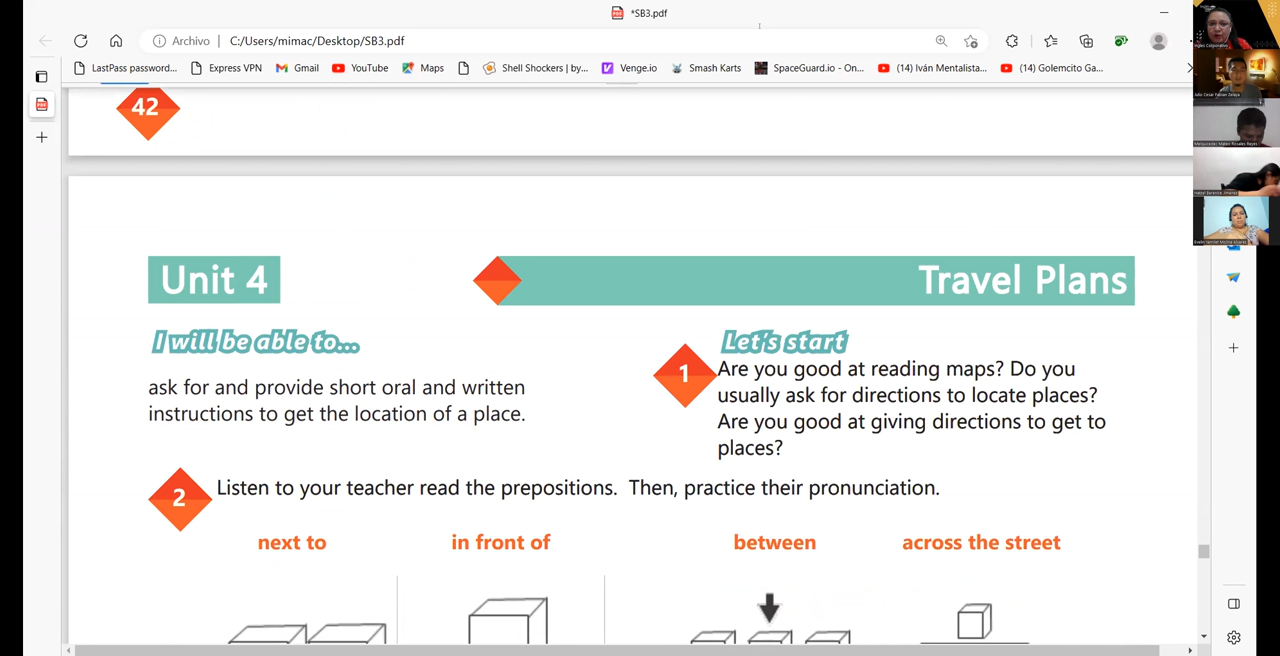 *SB3.pdf
Archivo C:/Users/mimac/Desktop/SB3.pdf
LastPass password... Express VPN Gmail YouTube Maps Shell Shockers | by... Venge.io Smash Karts SpaceGuard.io - On... (14) Iván Mentalista... (14) Golemcito Ga...
42
Unit 4
Travel Plans
I will be able to...
ask for and provide short oral and written
instructions to get the location of a place.
Let's start
1
Are you good at reading maps? Do you
usually ask for directions to locate places?
Are you good at giving directions to get to
places?
2
Listen to your teacher read the prepositions. Then, practice their pronunciation.
next to in front of between across the street